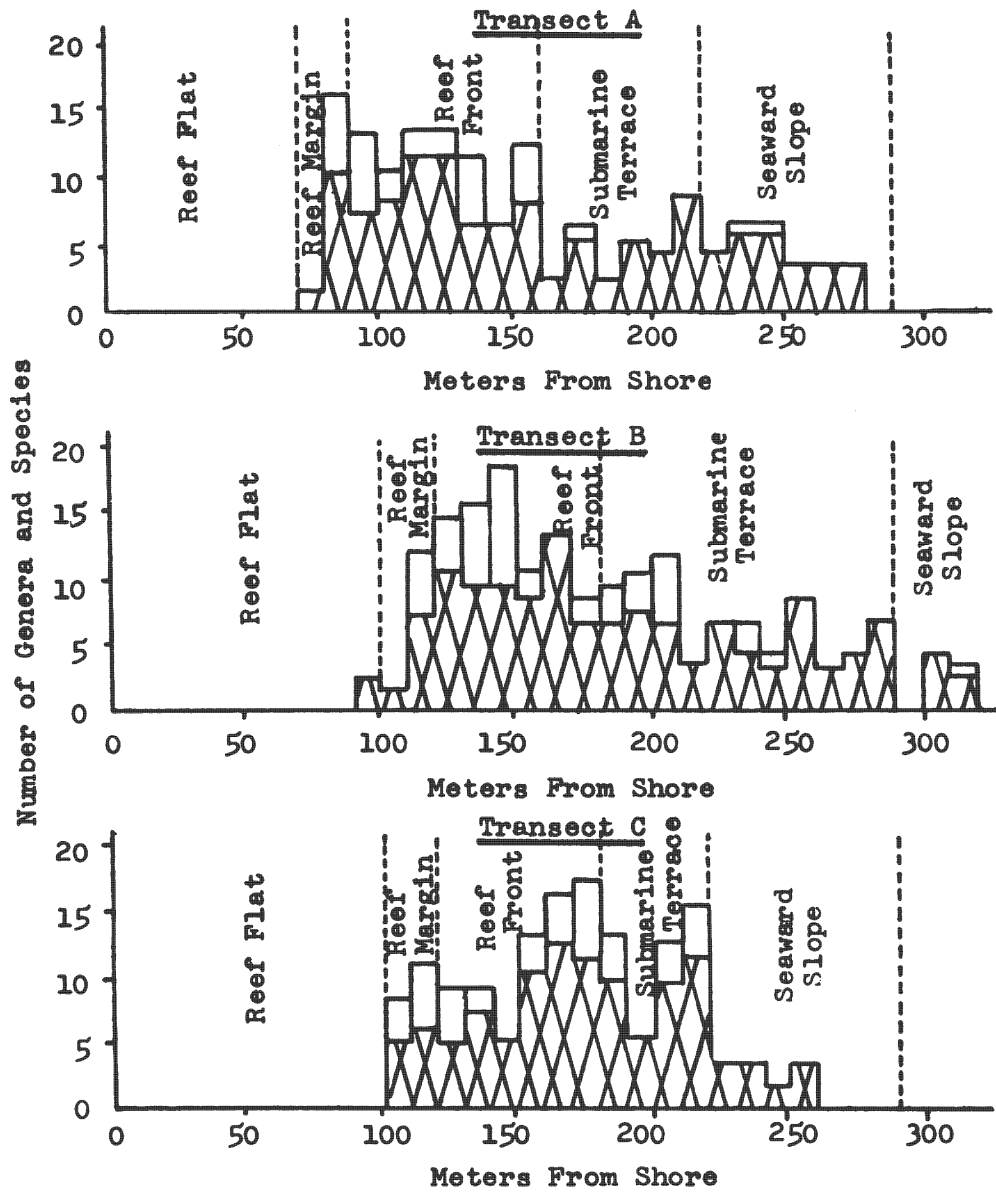 Number of Genera and Species
Transect A
20
15
10
5
0
Reef Flat
Reef Margin
Reef
Front
Submarine
Terrace
Seaward
Slope
0 50 100 150 200 250 300
Meters From Shore
Transect B
20
15
10
5
0
Reef Flat
Reef
Margin
Reef
Front
Submarine
Terrace
Seaward
Slope
0 50 100 150 200 250 300
Meters From Shore
Transect C
20
15
10
5
0
Reef Flat
Reef
Margin
Reef
Front
Submarine
Terrace
Seaward
Slope
0 50 100 150 200 250 300
Meters From Shore